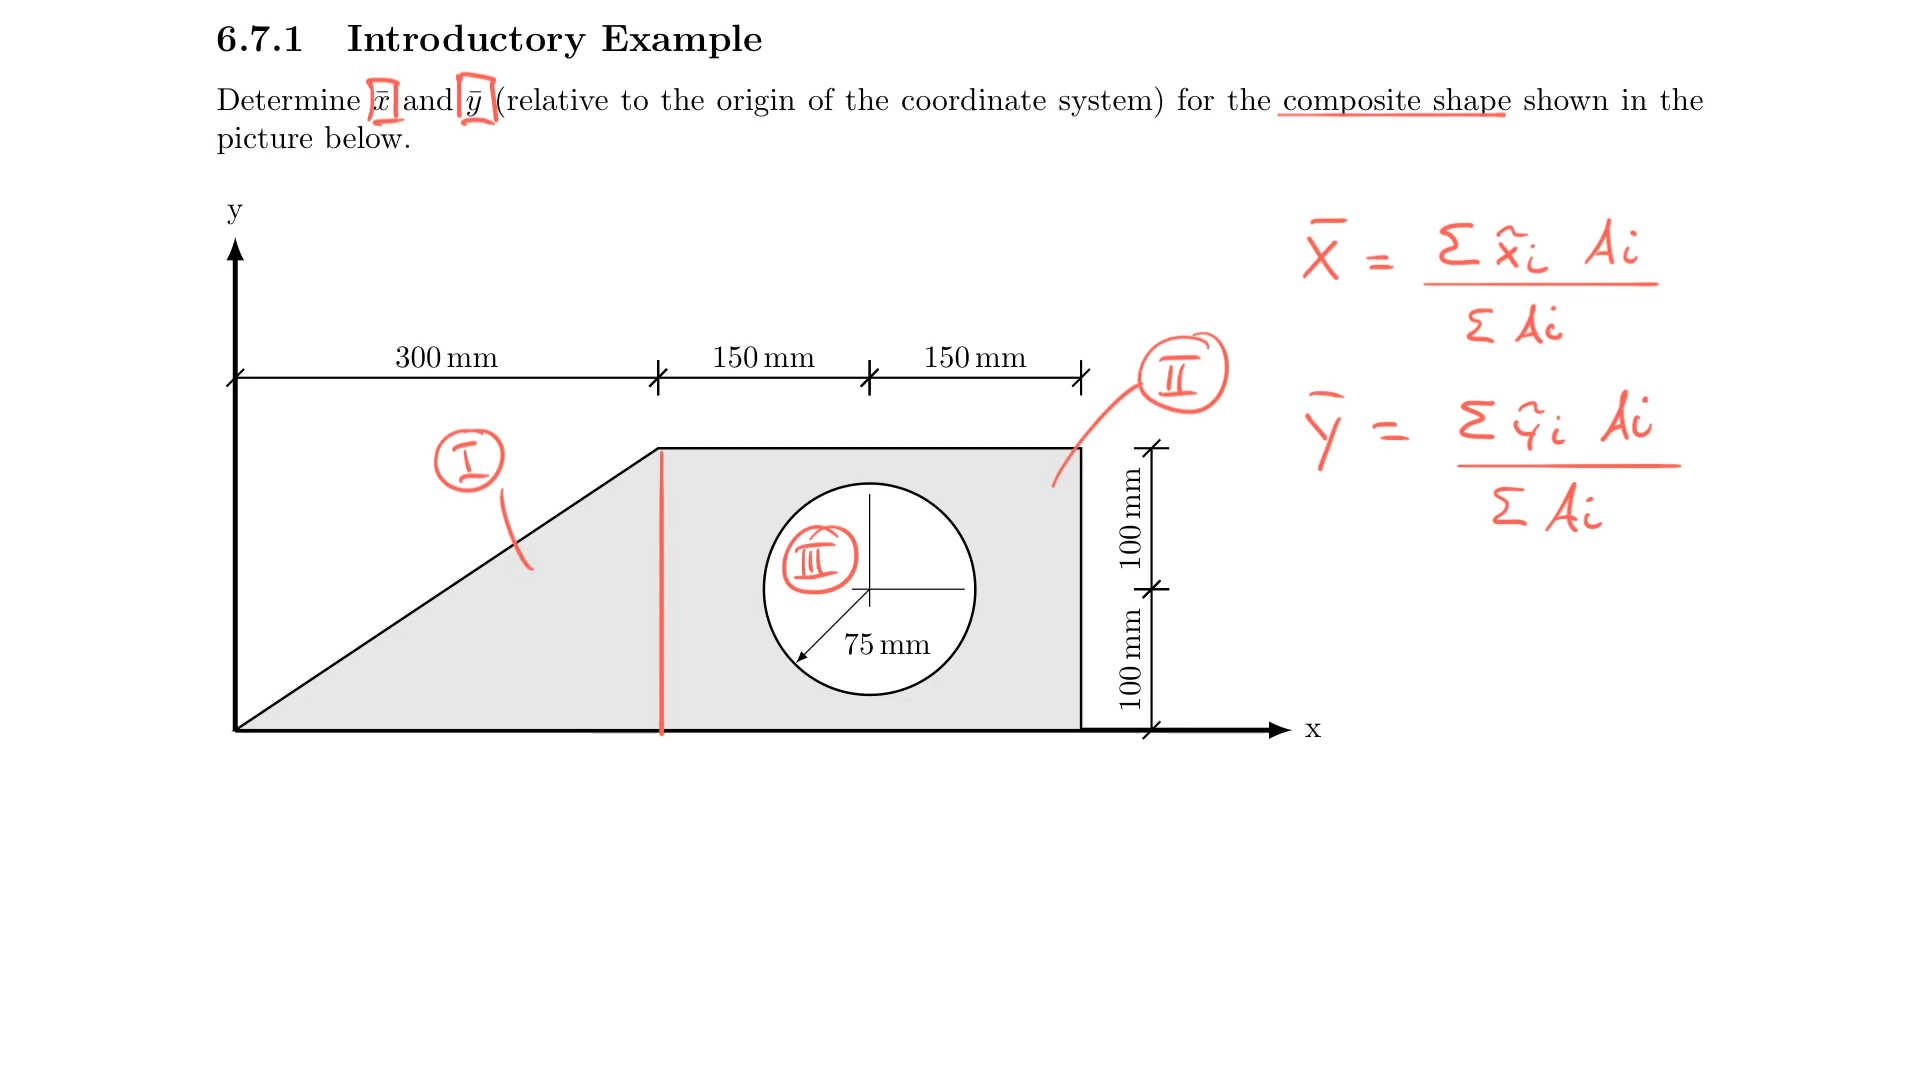 6.7.1 Introductory Example
Determine x̄ and ȳ (relative to the origin of the coordinate system) for the composite shape shown in the
picture below.
y
X̄ = Σ x̃i Ai
Σ Ai
300 mm 150 mm 150 mm
II
Ȳ = Σ ỹi Ai
Σ Ai
I
III
100 mm
75 mm
100 mm
x